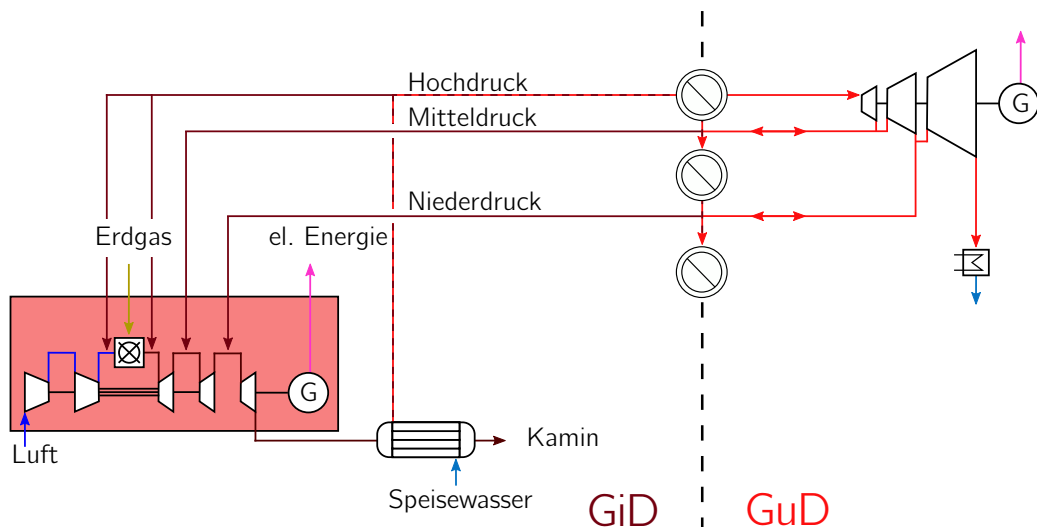 Hochdruck
Mitteldruck
G
Niederdruck
Erdgas
el. Energie
G
Luft
Kamin
Speisewasser
GiD
GuD